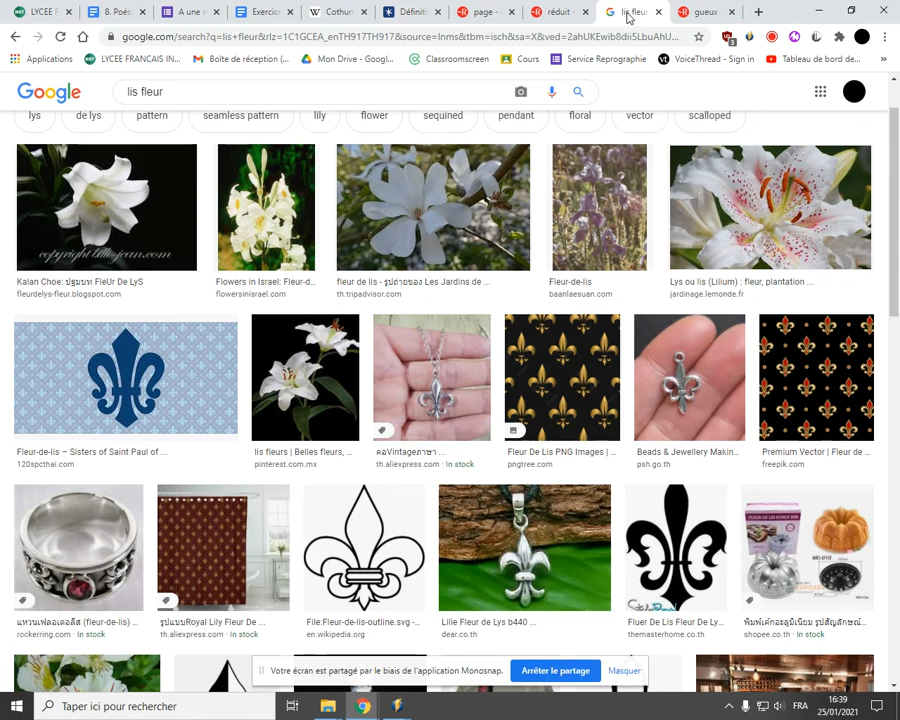 LYCEE F
8. Poési
A une r
Exercic
Cothurr
Définiti
page -
réduit -
lis fleur
gueux
google.com/search?q=lis+fleur&rlz=1C1GCEA_enTH917TH917&source=lnms&tbm=isch&sa=X&ved=2ahUKEwib8dii5LbuAhU...
3
Applications
LYCEE FRANCAIS IN...
Boîte de réception (...
Mon Drive - Googl...
Classroomscreen
Cours
Service Reprographie
VoiceThread - Sign in
Tableau de bord de...
»
Google
lis fleur
lys
de lys
pattern
seamless pattern
lily
flower
sequined
pendant
floral
vector
scalloped
copyright billie-jean.com
Kalan Choe: ปฐมบท FleUr De LyS
fleurdelys-fleur.blogspot.com
Flowers in Israel: Fleur-d...
flowersinisrael.com
fleur de lis - รูปถ่ายของ Les Jardins de ...
th.tripadvisor.com
Fleur-de-lis
baanlaesuan.com
Lys ou lis (Lilium) : fleur, plantation ...
jardinage.lemonde.fr
Fleur-de-lis – Sisters of Saint Paul of ...
120spcthai.com
lis fleurs | Belles fleurs, ...
pinterest.com.mx
คอVintageภาษา ...
th.aliexpress.com · In stock
Fleur De Lis PNG Images | ...
pngtree.com
Beads & Jewellery Makin...
psh.go.th
Premium Vector | Fleur de ...
freepik.com
MG-010
แหวนเฟลอเดอลีส (fleur-de-lis) ...
rockerring.com · In stock
รูปแบบRoyal Lily Fleur De ...
th.aliexpress.com · In stock
File:Fleur-de-lis-outline.svg -...
en.wikipedia.org
Lilie Fleur de Lys b440 ...
dear.co.th
Fluer De Lis Fleur De Ly...
themasterhome.co.th
พิมพ์เค้กอะลูมิเนียม รูปสัญลักษณ์...
shopee.co.th · In stock
Votre écran est partagé par le biais de l'application Monosnap.
Arrêter le partage
Masquer
Taper ici pour rechercher
FRA
16:39
25/01/2021